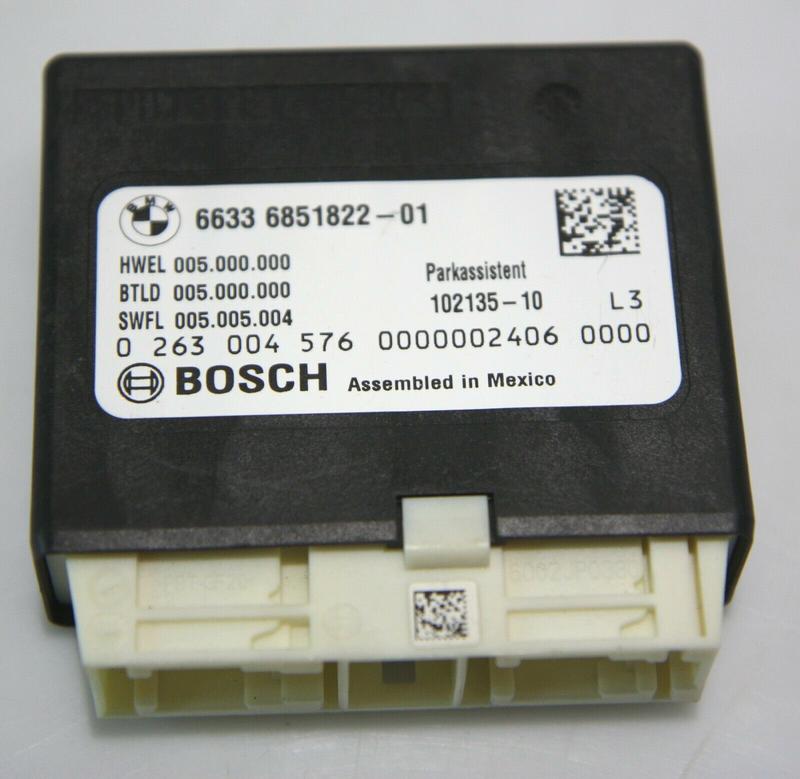 BMW
6633 6851822-01
HWEL 005.000.000
BTLD 005.000.000
SWFL 005.005.004
Parkassistent
102135-10 L3
0 263 004 576 0000002406 0000
BOSCH Assembled in Mexico